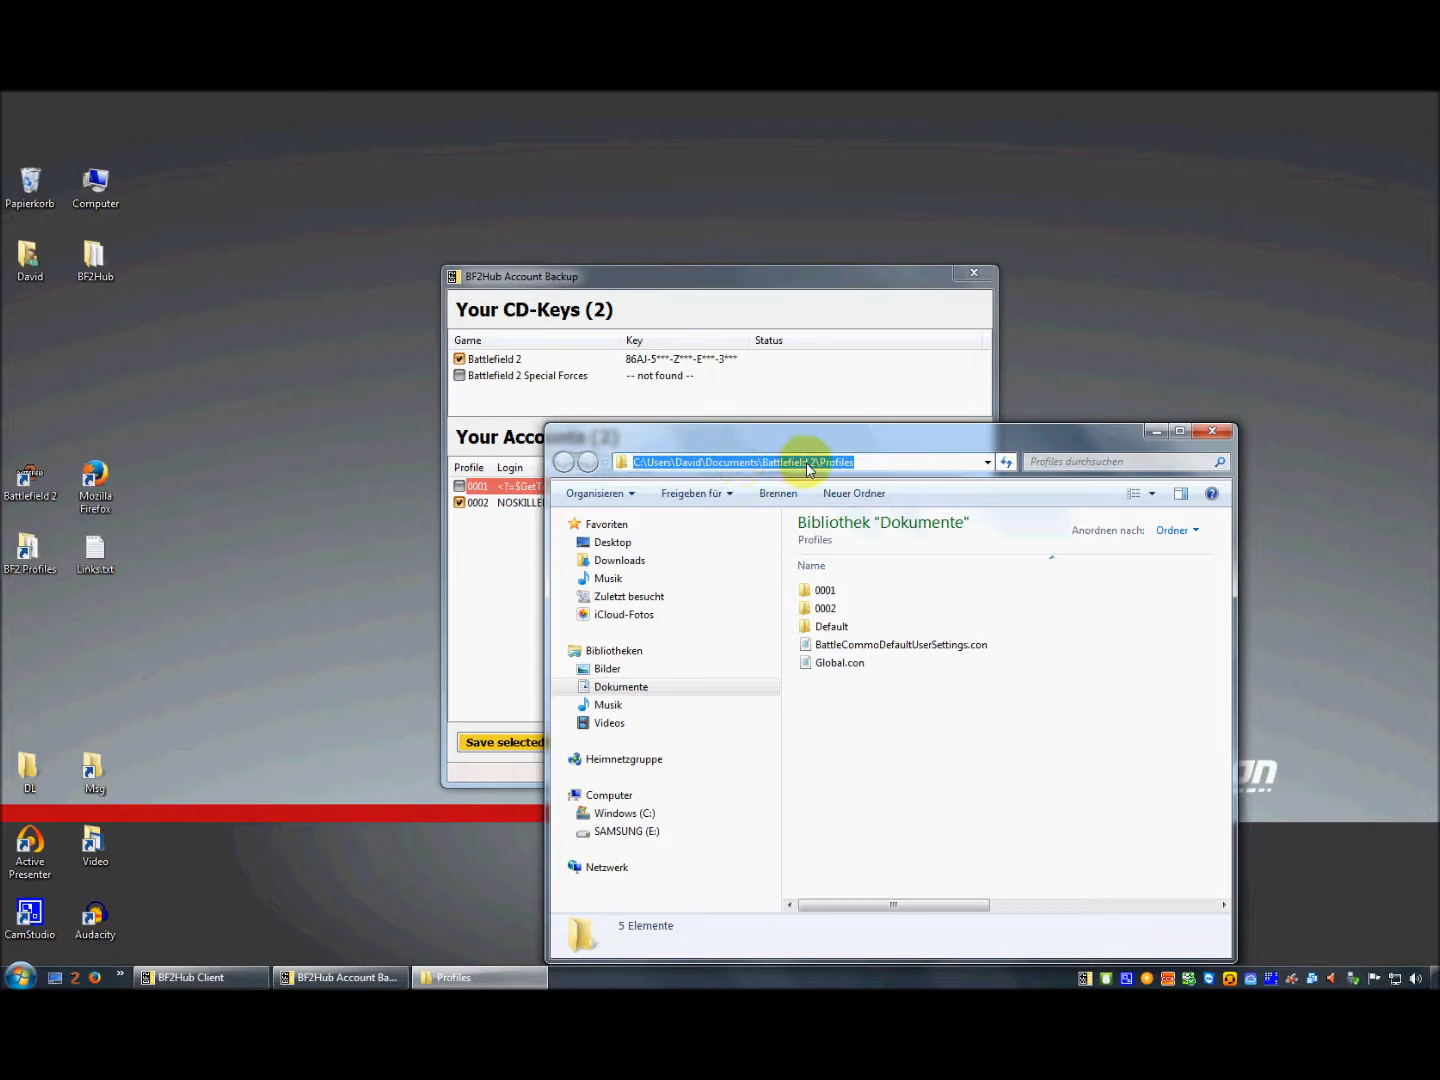 Papierkorb
Computer
David
BF2Hub
Battlefield 2
Mozilla
Firefox
BF2 Profiles
Links.txt
DL
Msg
Active
Presenter
Video
CamStudio
Audacity
BF2Hub Account Backup
Your CD-Keys (2)
Game Key Status
Battlefield 2 86AJ-5***-Z***-E***-3***
Battlefield 2 Special Forces -- not found --
Your Accounts (2)
Profile Login
0001 <?=$GetT
0002 NOSKILLE
Save selected
C:\Users\David\Documents\Battlefield 2\Profiles
Profiles durchsuchen
Organisieren Freigeben für Brennen Neuer Ordner
Favoriten
Desktop
Downloads
Musik
Zuletzt besucht
iCloud-Fotos
Bibliotheken
Bilder
Dokumente
Musik
Videos
Heimnetzgruppe
Computer
Windows (C:)
SAMSUNG (E:)
Netzwerk
Bibliothek "Dokumente"
Profiles
Anordnen nach: Ordner
Name
0001
0002
Default
BattleCommoDefaultUserSettings.con
Global.con
5 Elemente
BF2Hub Client
BF2Hub Account Ba...
Profiles